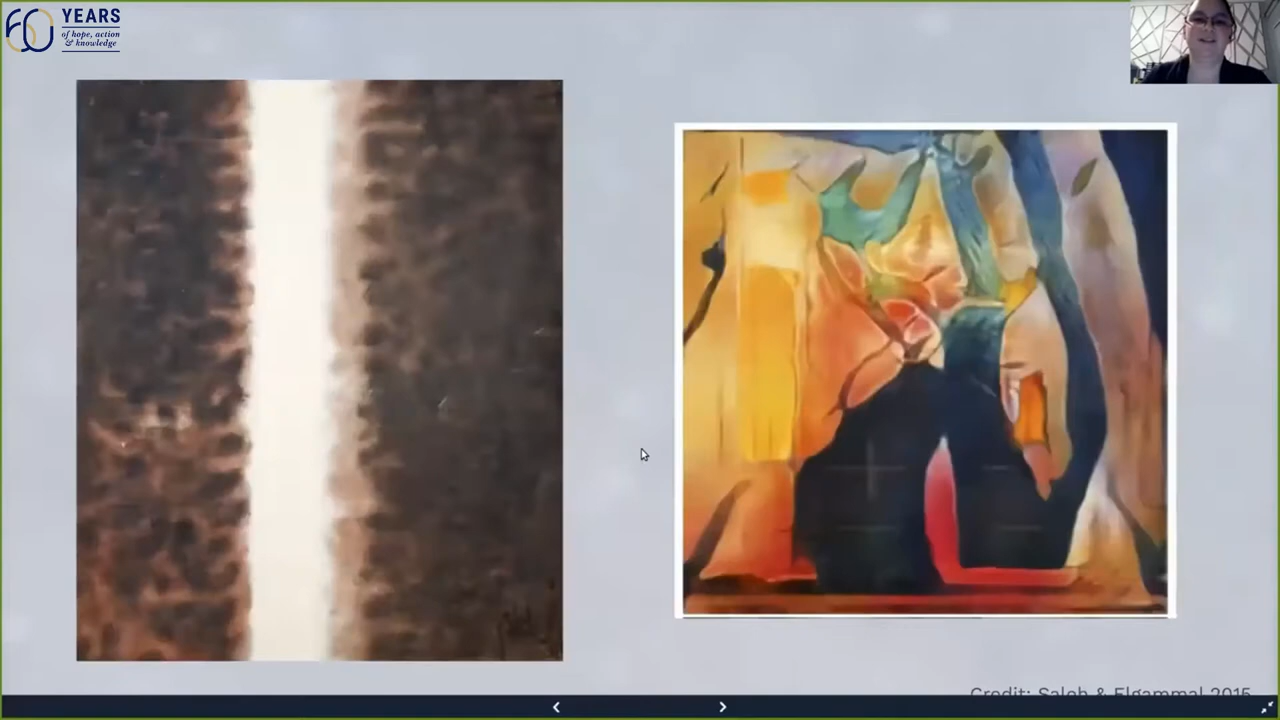 60 YEARS
of hope, action
& knowledge
Credit: Saleh & Elgammal 2015